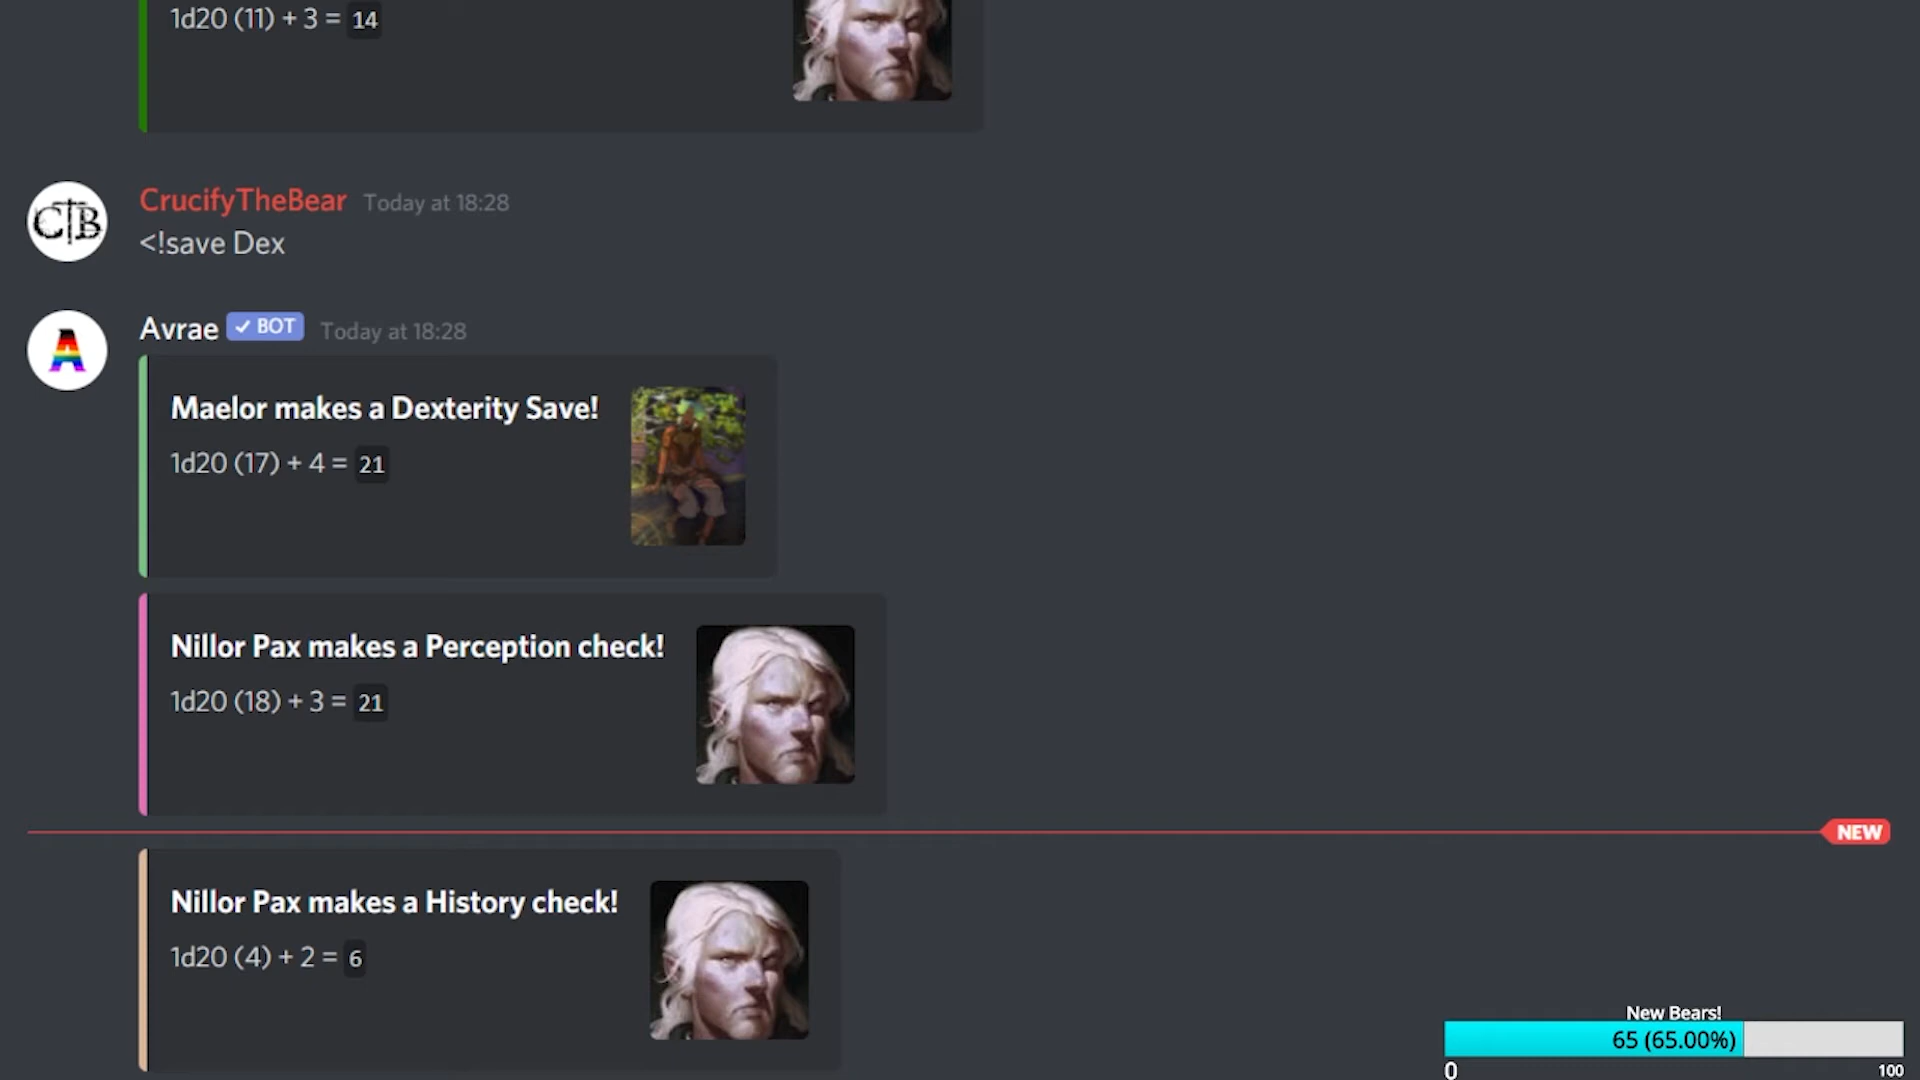 1d20 (11) + 3 = 14
CTB
CrucifyTheBear Today at 18:28
<!save Dex
A
Avrae ✓ BOT Today at 18:28
Maelor makes a Dexterity Save!
1d20 (17) + 4 = 21
Nillor Pax makes a Perception check!
1d20 (18) + 3 = 21
NEW
Nillor Pax makes a History check!
1d20 (4) + 2 = 6
New Bears!
65 (65.00%)
0 100